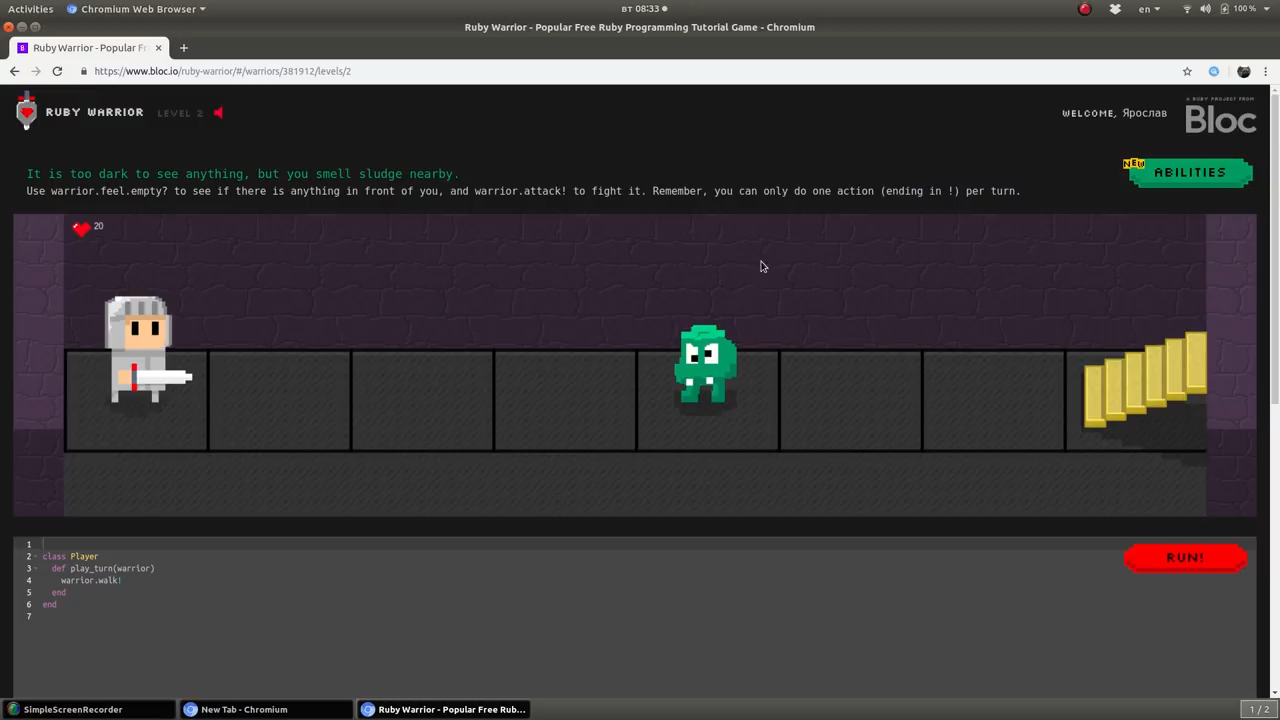 Activities
Chromium Web Browser
вт 08:33
en
100 %
Ruby Warrior - Popular Free Ruby Programming Tutorial Game - Chromium
Ruby Warrior - Popular Fr
https://www.bloc.io/ruby-warrior/#/warriors/381912/levels/2
RUBY WARRIOR LEVEL 2
WELCOME, Ярослав
A RUBY PROJECT FROM
Bloc
It is too dark to see anything, but you smell sludge nearby.
Use warrior.feel.empty? to see if there is anything in front of you, and warrior.attack! to fight it. Remember, you can only do one action (ending in !) per turn.
NEW
ABILITIES
20
1
2 class Player
3 def play_turn(warrior)
4 warrior.walk!
5 end
6 end
7
RUN!
SimpleScreenRecorder
New Tab - Chromium
Ruby Warrior - Popular Free Rub...
1 / 2